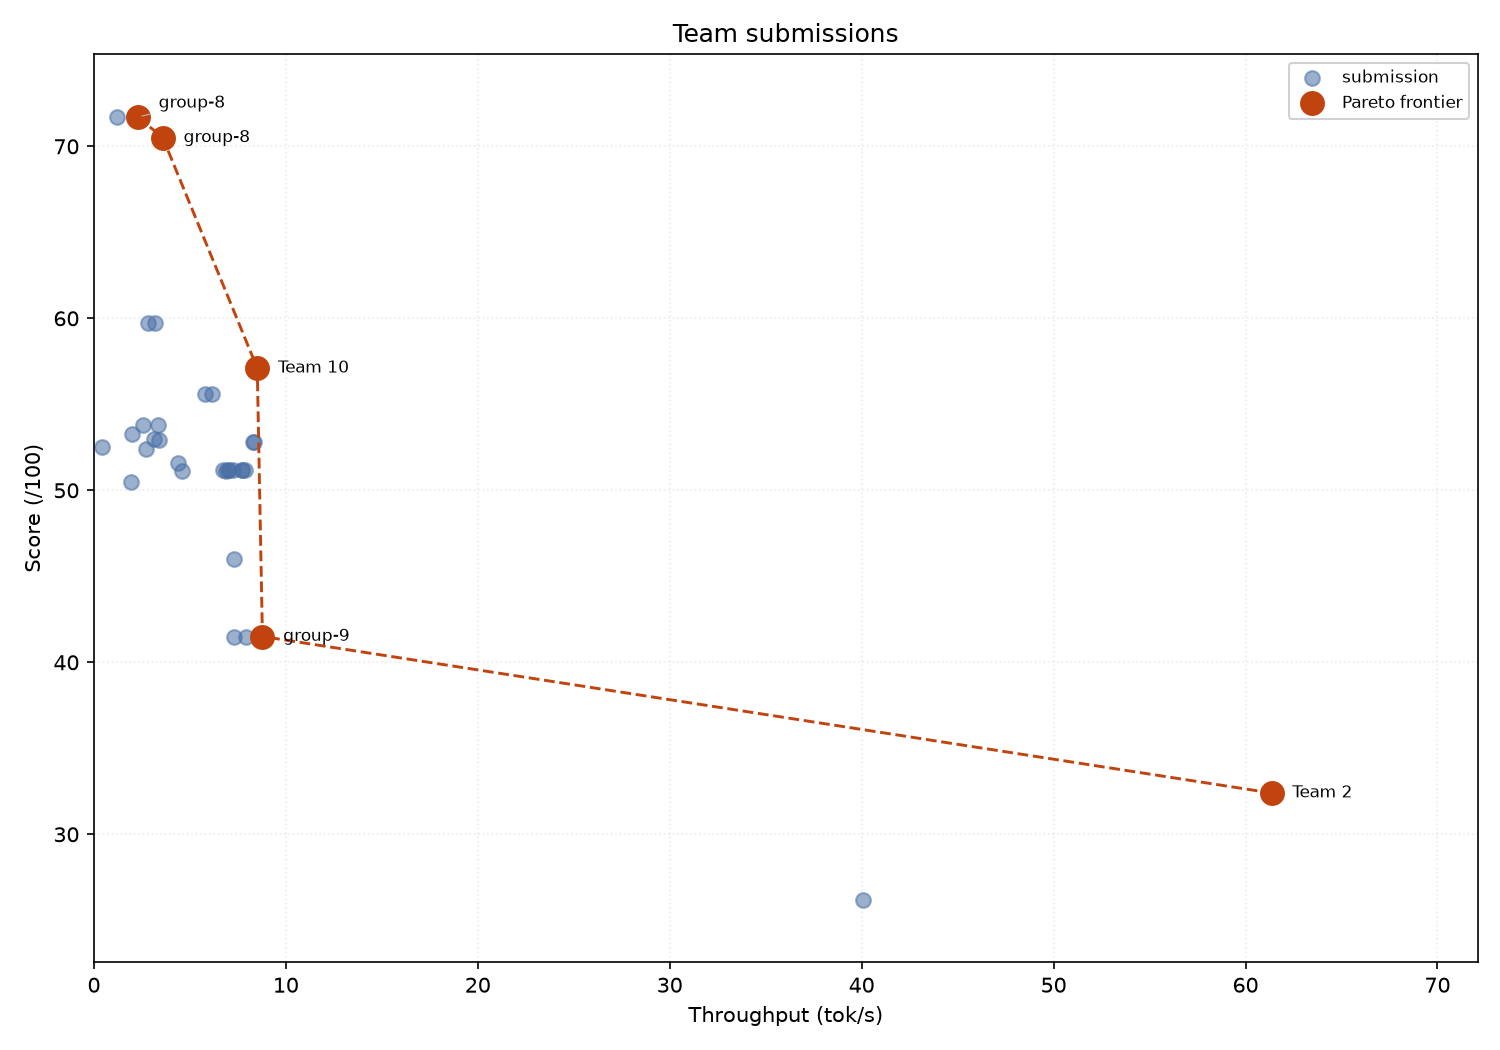 Team submissions
submission
Pareto frontier
group-8
group-8
Team 10
group-9
Team 2
70
60
50
40
30
Score (/100)
0 10 20 30 40 50 60 70
Throughput (tok/s)